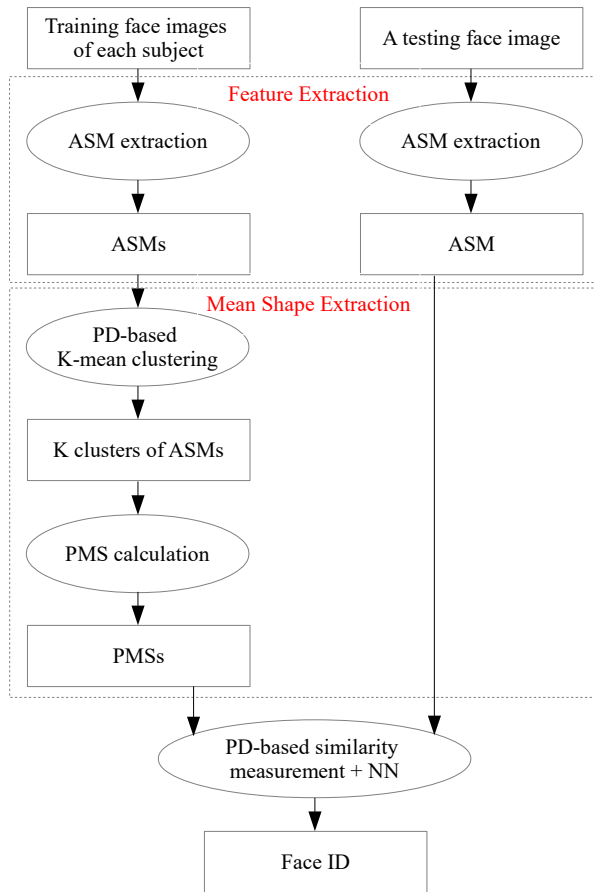 Training face images
of each subject
A testing face image
Feature Extraction
ASM extraction
ASM extraction
ASMs
ASM
Mean Shape Extraction
PD-based
K-mean clustering
K clusters of ASMs
PMS calculation
PMSs
PD-based similarity
measurement + NN
Face ID